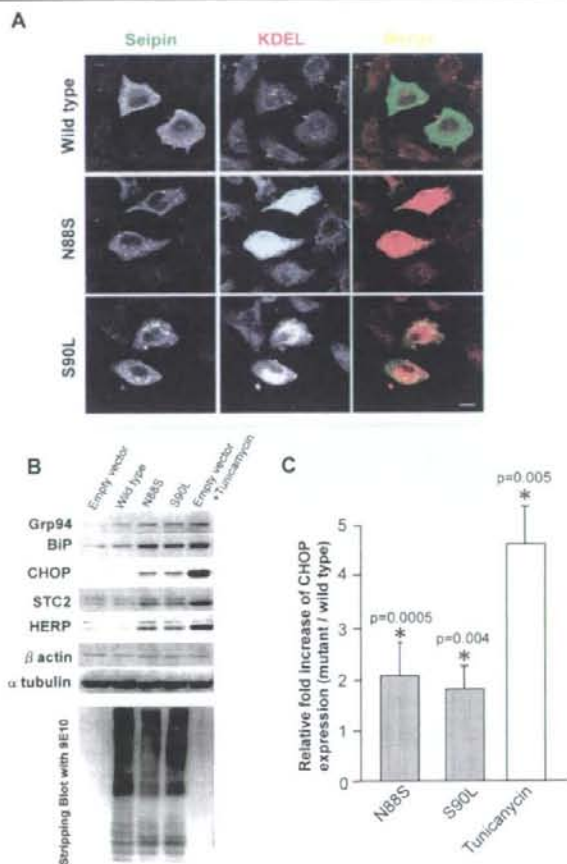 A
Seipin KDEL Merge
Wild type
N88S
S90L
B
Empty vector
Wild type
N88S
S90L
Empty vector
+Tunicamycin
Grp94
BiP
CHOP
STC2
HERP
β actin
α tubulin
Stripping Blot with 9E10
C
p=0.005
*
p=0.0005
*
p=0.004
*
Relative fold increase of CHOP
expression (mutant / wild type)
5
4
3
2
1
0
N88S
S90L
Tunicanycin